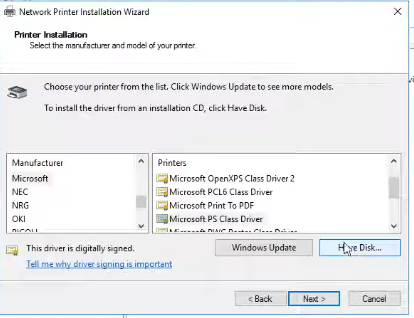 Network Printer Installation Wizard
Printer Installation
Select the manufacturer and model of your printer.
Choose your printer from the list. Click Windows Update to see more models.
To install the driver from an installation CD, click Have Disk.
Manufacturer
Microsoft
NEC
NRG
OKI
RICOH
Printers
Microsoft OpenXPS Class Driver 2
Microsoft PCL6 Class Driver
Microsoft Print To PDF
Microsoft PS Class Driver
This driver is digitally signed.
Windows Update
Have Disk...
Tell me why driver signing is important
< Back
Next >
Cancel